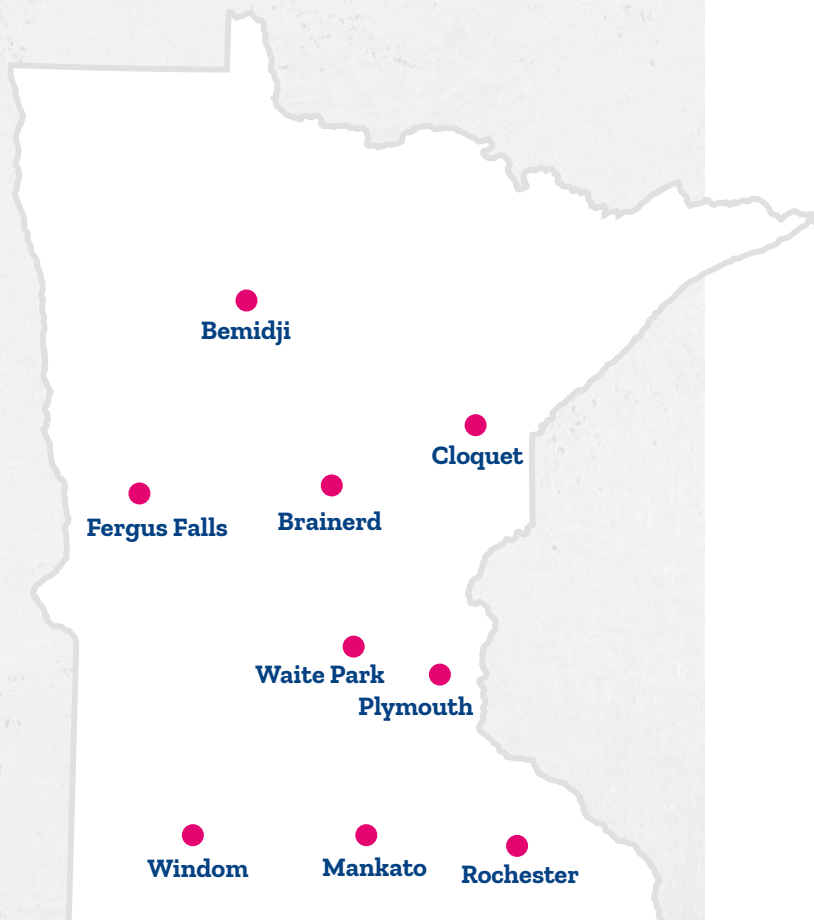 Bemidji
Cloquet
Brainerd
Fergus Falls
Waite Park
Plymouth
Windom
Mankato
Rochester